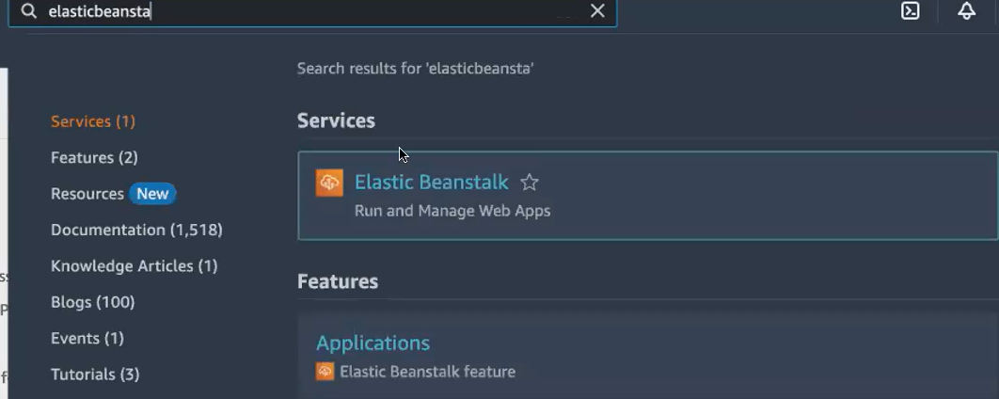 elasticbeansta
Search results for 'elasticbeansta'
Services (1)
Features (2)
Resources New
Documentation (1,518)
Knowledge Articles (1)
Blogs (100)
Events (1)
Tutorials (3)
Services
Elastic Beanstalk
Run and Manage Web Apps
Features
Applications
Elastic Beanstalk feature